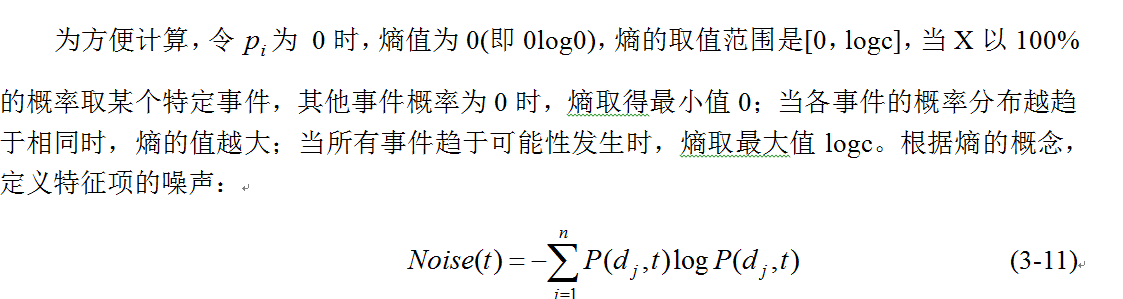 为方便计算，令 p_i 为 0 时，熵值为 0(即 0log0)，熵的取值范围是[0，logc]，当 X 以 100%
的概率取某个特定事件，其他事件概率为 0 时，熵取得最小值 0；当各事件的概率分布越趋
于相同时，熵的值越大；当所有事件趋于可能性发生时，熵取最大值 logc。根据熵的概念，
定义特征项的噪声：
Noise(t) = −∑_{j=1}^{n} P(d_j,t) log P(d_j,t) (3-11)